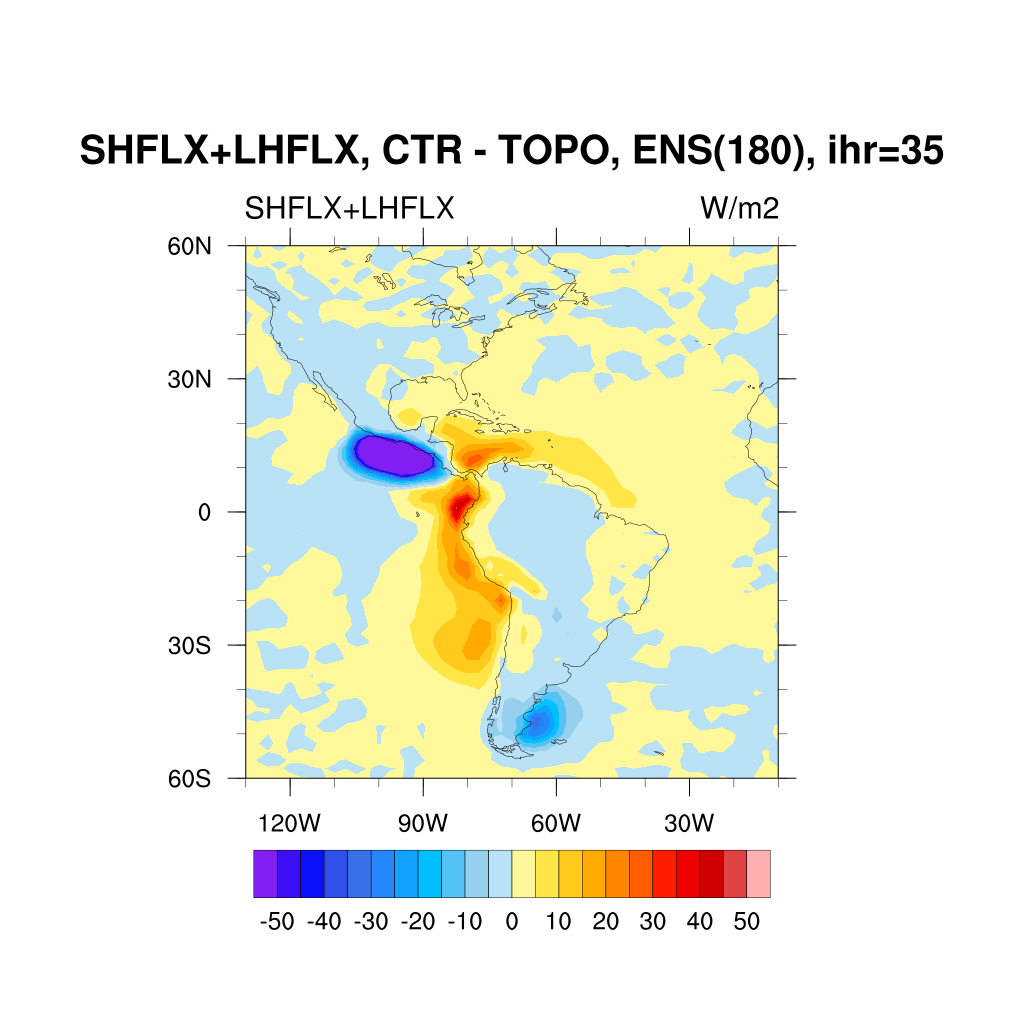 SHFLX+LHFLX, CTR - TOPO, ENS(180), ihr=35
SHFLX+LHFLX W/m2
60N
30N
0
30S
60S
120W 90W 60W 30W
-50 -40 -30 -20 -10 0 10 20 30 40 50